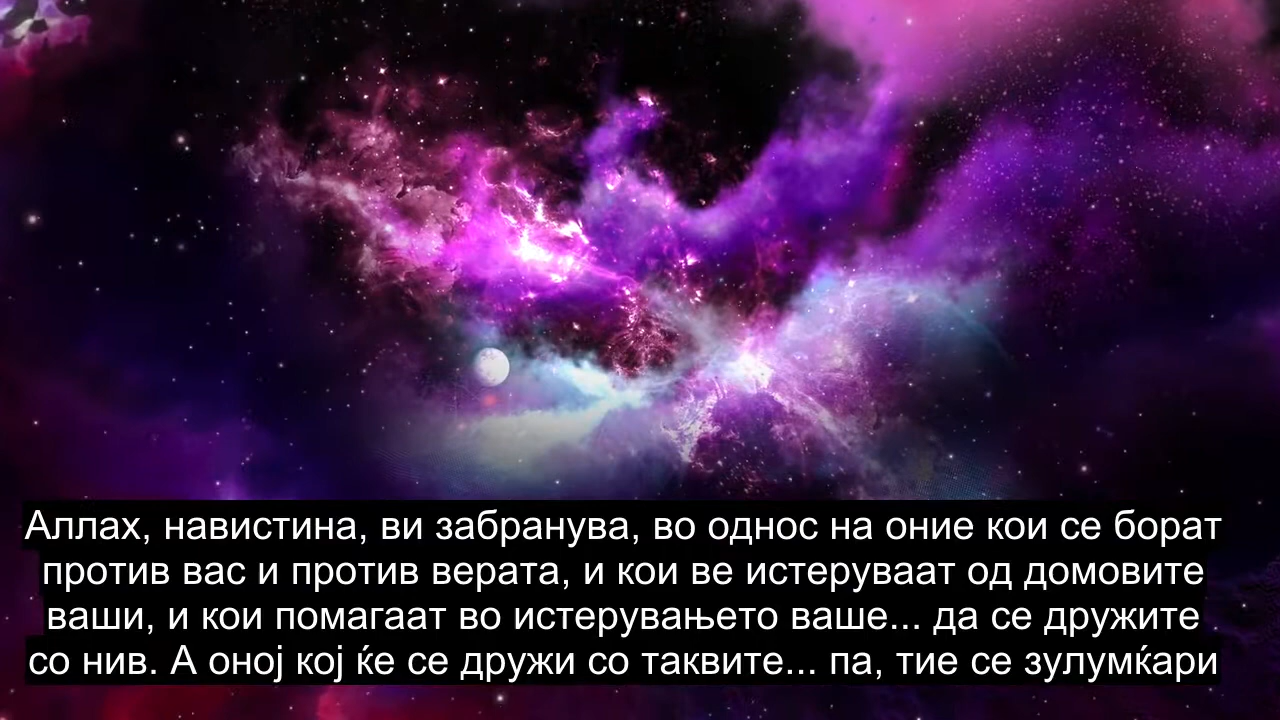 Аллах, навистина, ви забранува, во однос на оние кои се борат
против вас и против верата, и кои ве истеруваат од домовите
ваши, и кои помагаат во истерувањето ваше... да се дружите
со нив. А оној кој ќе се дружи со таквите... па, тие се зулумќари